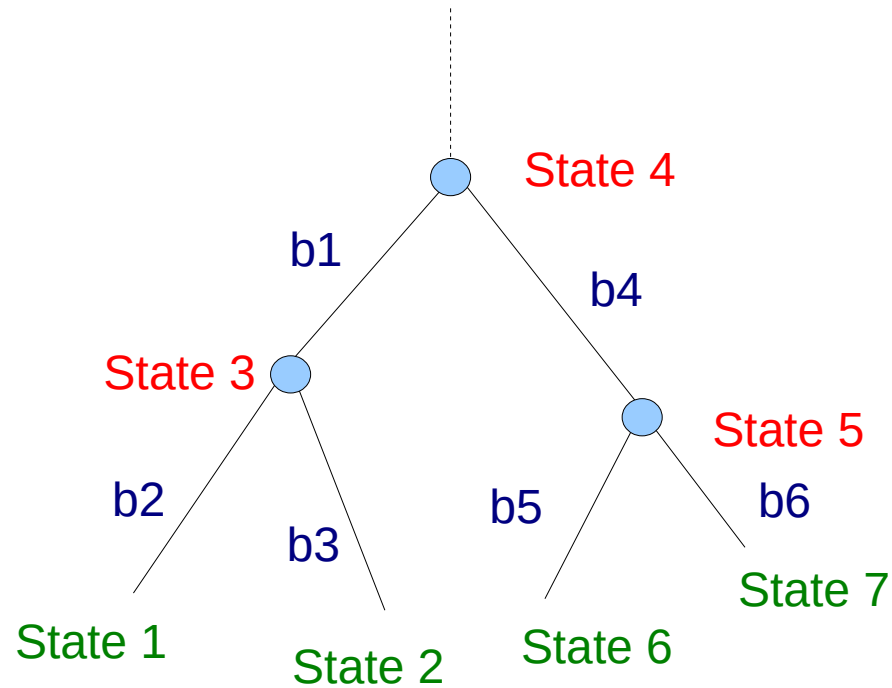 State 4
b1
b4
State 3
State 5
b2
b3
b5
b6
State 1
State 2
State 6
State 7